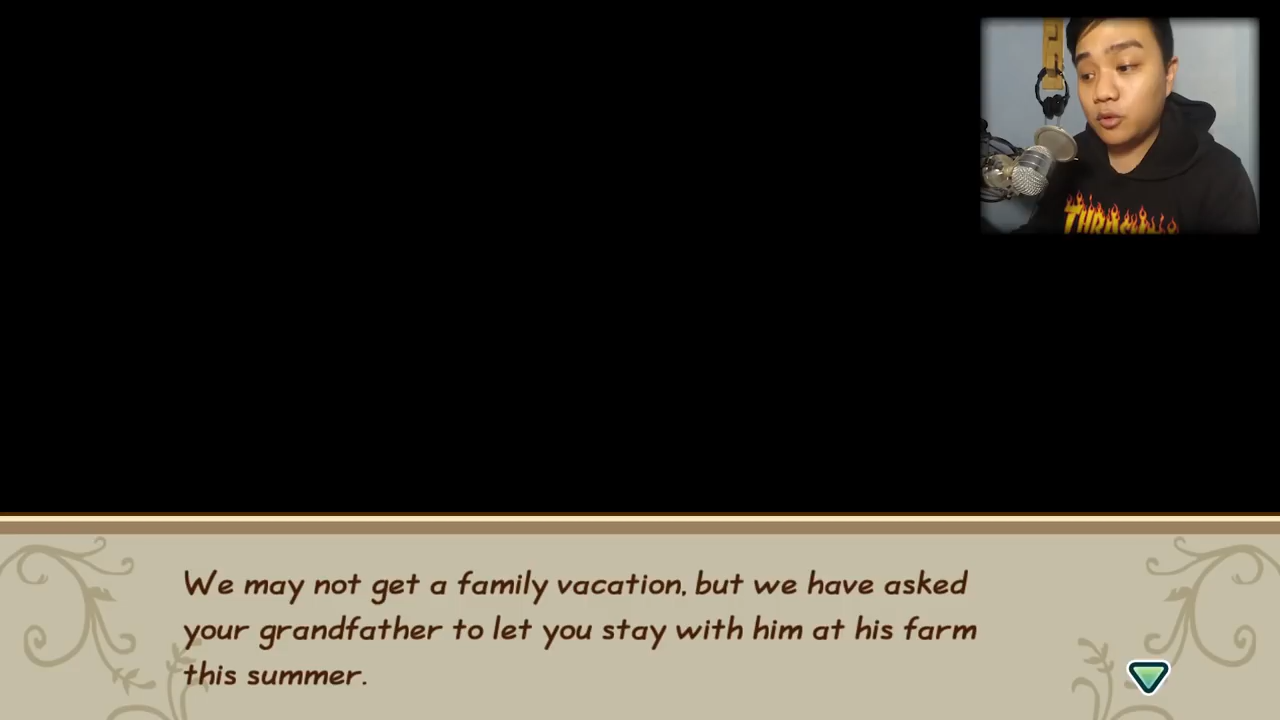 THRASHER
We may not get a family vacation, but we have asked
your grandfather to let you stay with him at his farm
this summer.